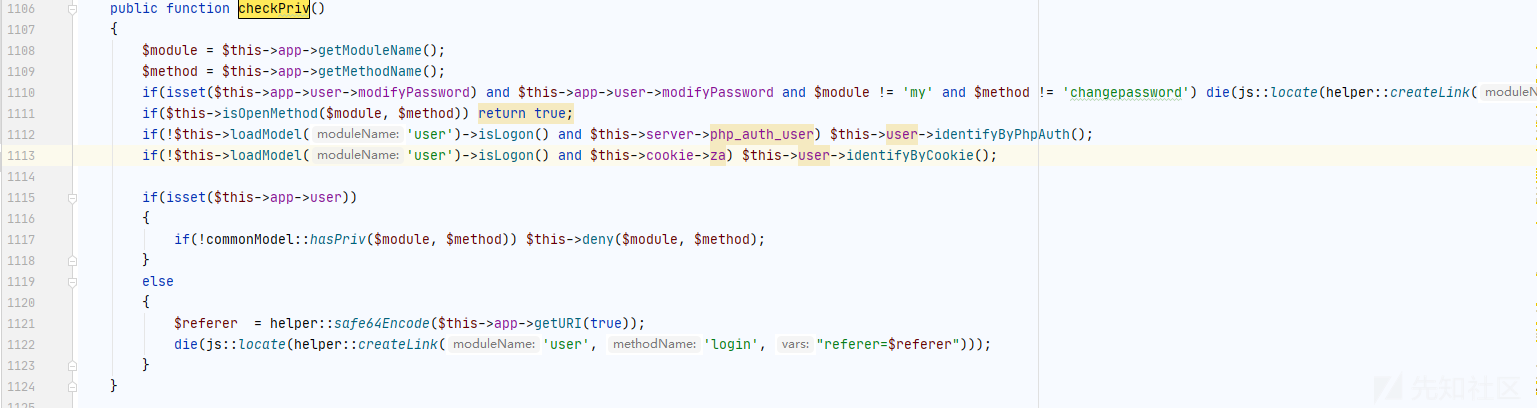 1106 public function checkPriv()
1107 {
1108 $module = $this->app->getModuleName();
1109 $method = $this->app->getMethodName();
1110 if(isset($this->app->user->modifyPassword) and $this->app->user->modifyPassword and $module != 'my' and $method != 'changepassword') die(js::locate(helper::createLink( moduleN
1111 if($this->isOpenMethod($module, $method)) return true;
1112 if(!$this->loadModel( moduleName: 'user')->isLogon() and $this->server->php_auth_user) $this->user->identifyByPhpAuth();
1113 if(!$this->loadModel( moduleName: 'user')->isLogon() and $this->cookie->za) $this->user->identifyByCookie();
1114
1115 if(isset($this->app->user))
1116 {
1117 if(!commonModel::hasPriv($module, $method)) $this->deny($module, $method);
1118 }
1119 else
1120 {
1121 $referer = helper::safe64Encode($this->app->getURI(true));
1122 die(js::locate(helper::createLink( moduleName: 'user', methodName: 'login', vars: "referer=$referer")));
1123 }
1124 }
1125
先知社区